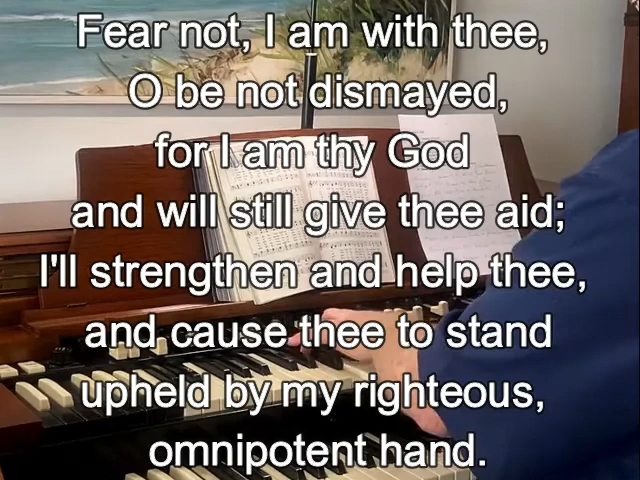 Fear not, I am with thee,
O be not dismayed,
for I am thy God
and will still give thee aid;
I'll strengthen and help thee,
and cause thee to stand
upheld by my righteous,
omnipotent hand.